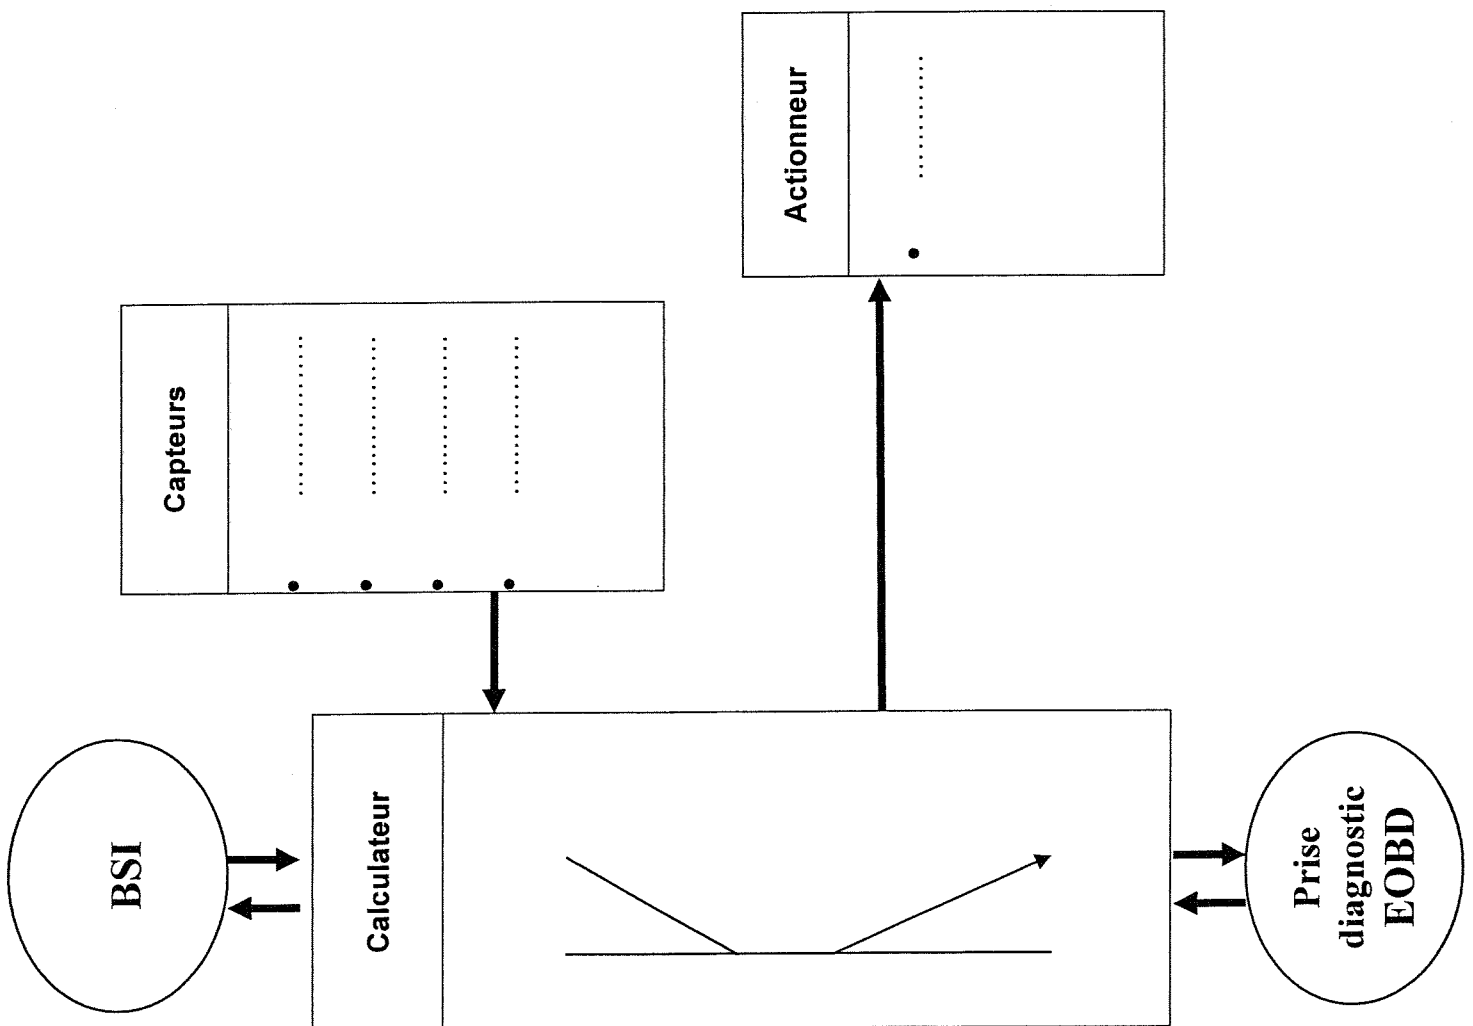 Capteurs
• ................
• ................
• ................
• ................
Actionneur
• .............
BSI
Calculateur
Prise
diagnostic
EOBD